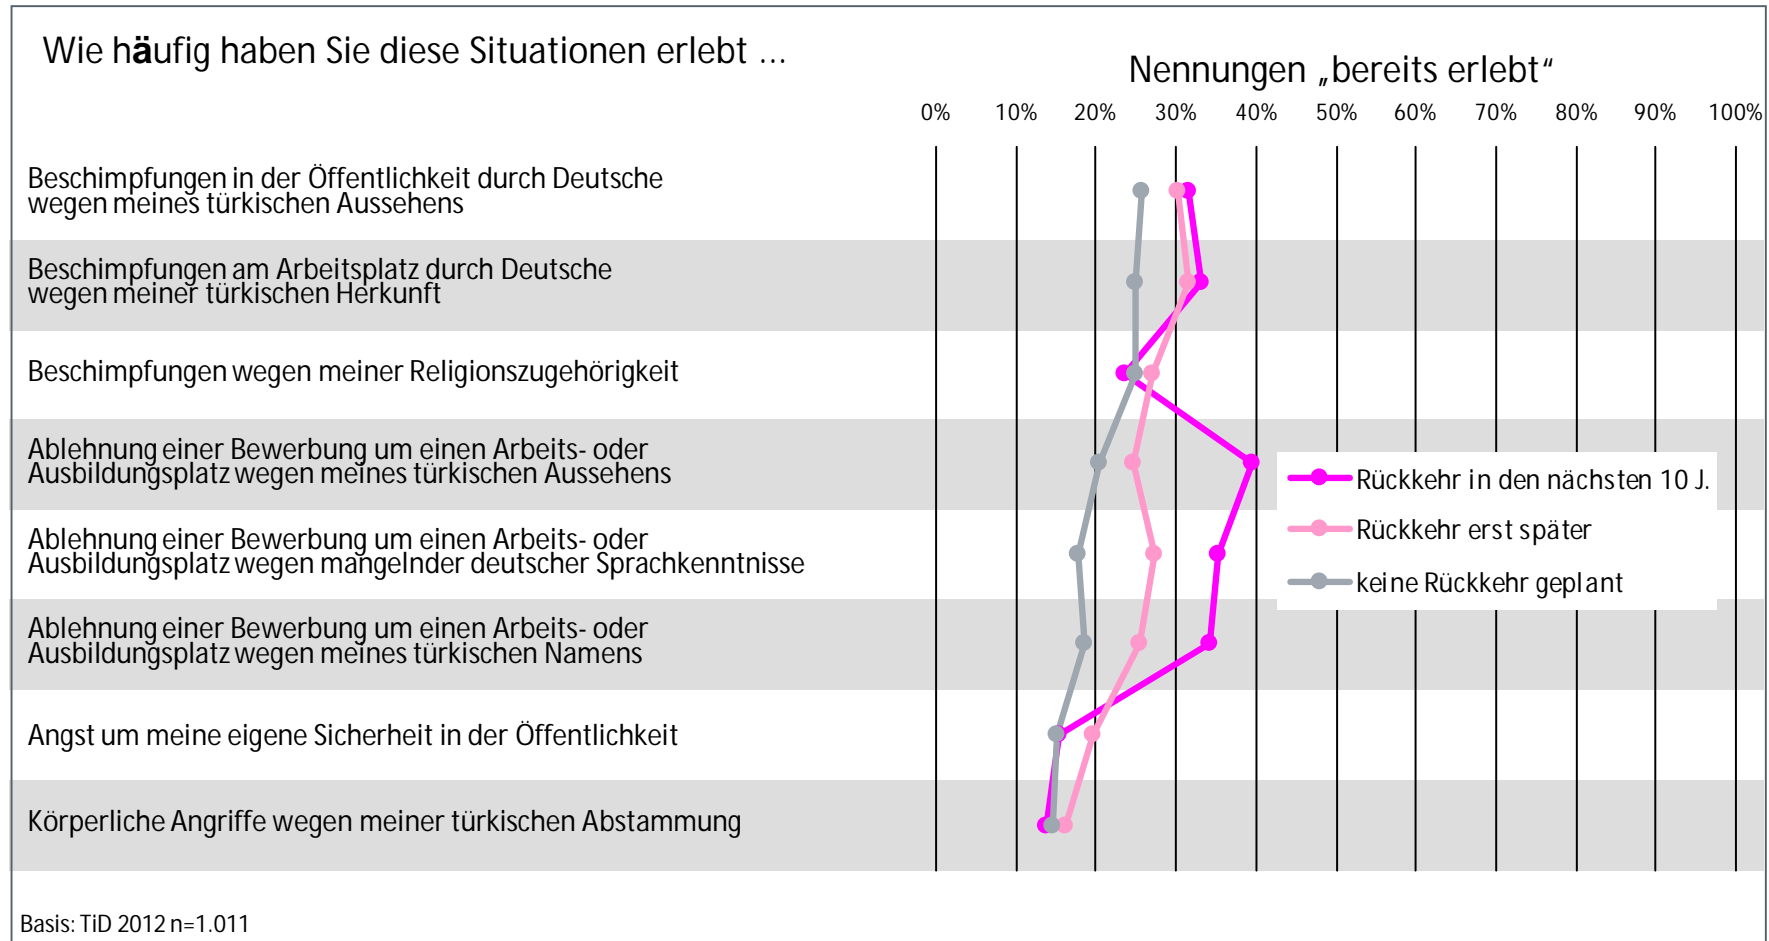 Wie häufig haben Sie diese Situationen erlebt ...
Nennungen „bereits erlebt“
0% 10% 20% 30% 40% 50% 60% 70% 80% 90% 100%
Beschimpfungen in der Öffentlichkeit durch Deutsche
wegen meines türkischen Aussehens
Beschimpfungen am Arbeitsplatz durch Deutsche
wegen meiner türkischen Herkunft
Beschimpfungen wegen meiner Religionszugehörigkeit
Ablehnung einer Bewerbung um einen Arbeits- oder
Ausbildungsplatz wegen meines türkischen Aussehens
Rückkehr in den nächsten 10 J.
Rückkehr erst später
keine Rückkehr geplant
Ablehnung einer Bewerbung um einen Arbeits- oder
Ausbildungsplatz wegen mangelnder deutscher Sprachkenntnisse
Ablehnung einer Bewerbung um einen Arbeits- oder
Ausbildungsplatz wegen meines türkischen Namens
Angst um meine eigene Sicherheit in der Öffentlichkeit
Körperliche Angriffe wegen meiner türkischen Abstammung
Basis: TiD 2012 n=1.011